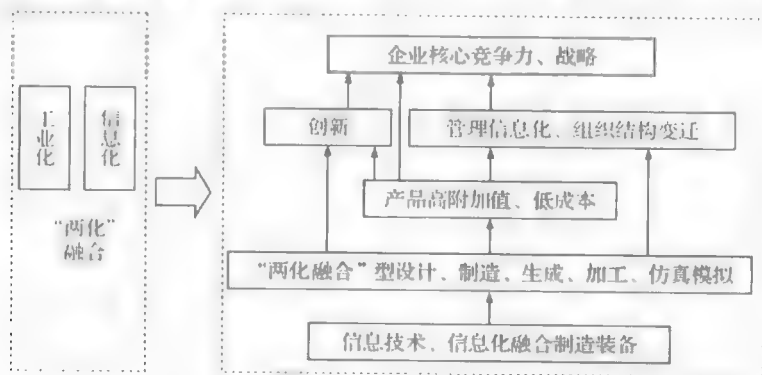 企业核心竞争力、战略
工业化
信息化
创新
管理信息化、组织结构变迁
产品高附加值、低成本
“两化”
融合
“两化融合”型设计、制造、生成、加工、仿真模拟
信息技术、信息化融合制造装备